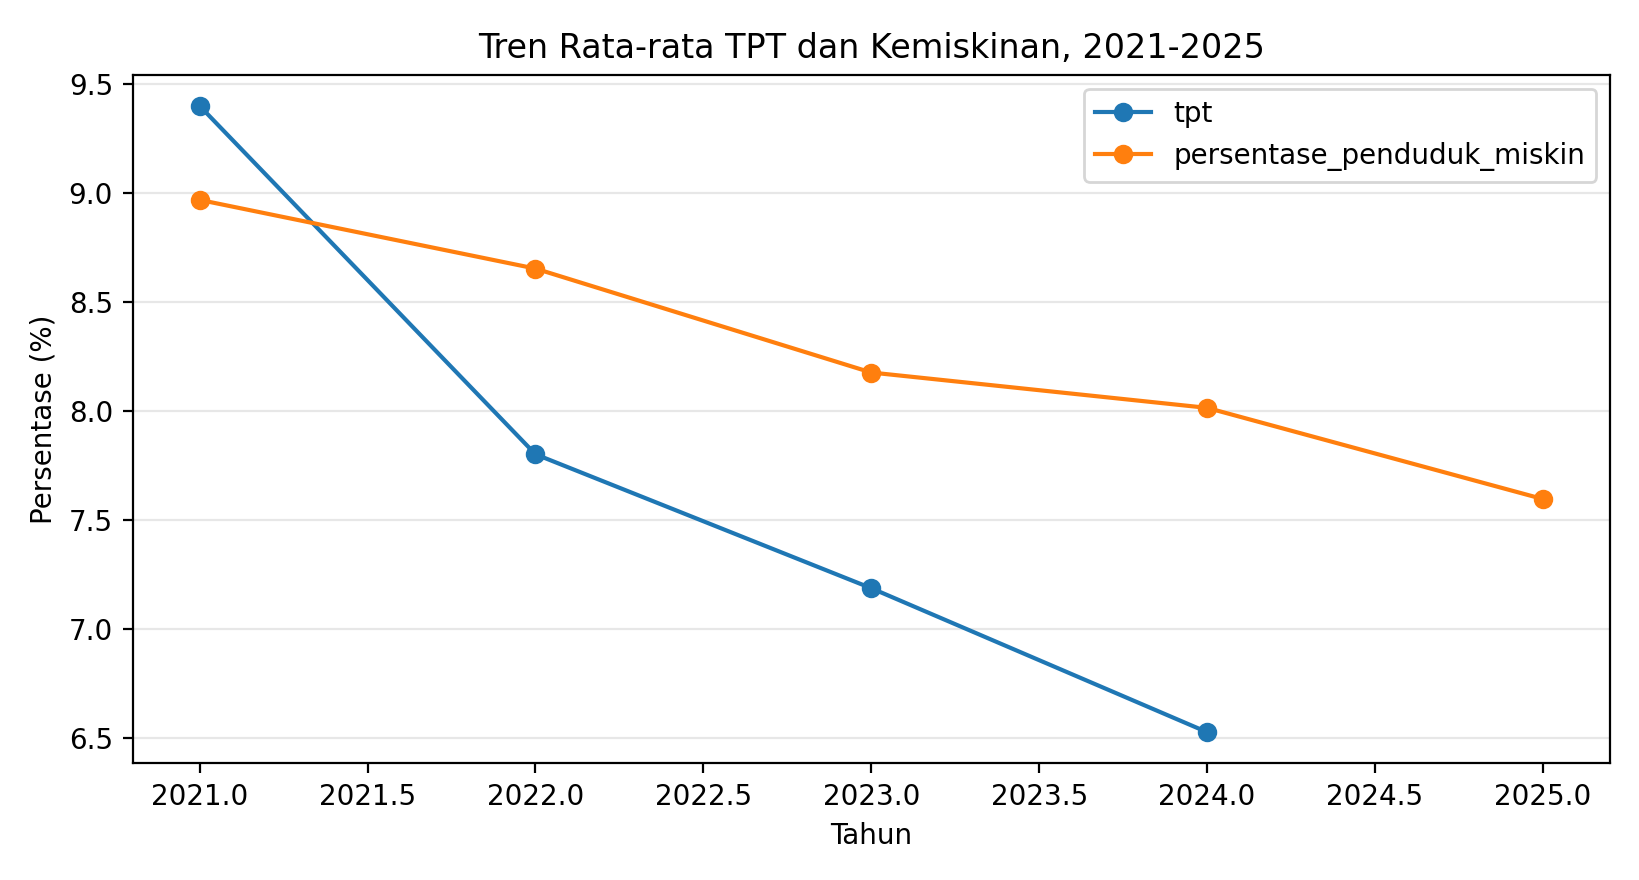 Tren Rata-rata TPT dan Kemiskinan, 2021-2025
tpt
persentase_penduduk_miskin
Persentase (%)
9.5
9.0
8.5
8.0
7.5
7.0
6.5
2021.0 2021.5 2022.0 2022.5 2023.0 2023.5 2024.0 2024.5 2025.0
Tahun